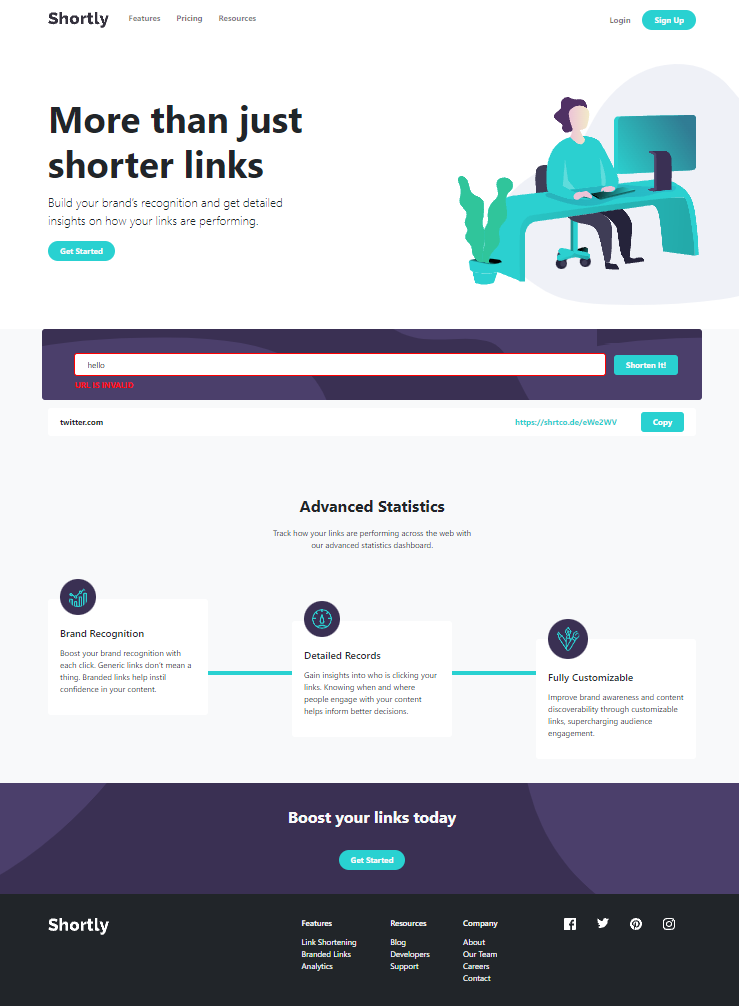 Shortly Features Pricing Resources Login Sign Up
More than just
shorter links
Build your brand's recognition and get detailed
insights on how your links are performing.
Get Started
hello Shorten It!
URL IS INVALID
twitter.com https://shrtco.de/eWe2WV Copy
Advanced Statistics
Track how your links are performing across the web with
our advanced statistics dashboard.
Brand Recognition
Boost your brand recognition with
each click. Generic links don't mean a
thing. Branded links help instil
confidence in your content.
Detailed Records
Gain insights into who is clicking your
links. Knowing when and where
people engage with your content
helps inform better decisions.
Fully Customizable
Improve brand awareness and content
discoverability through customizable
links, supercharging audience
engagement.
Boost your links today
Get Started
Shortly
Features
Link Shortening
Branded Links
Analytics
Resources
Blog
Developers
Support
Company
About
Our Team
Careers
Contact